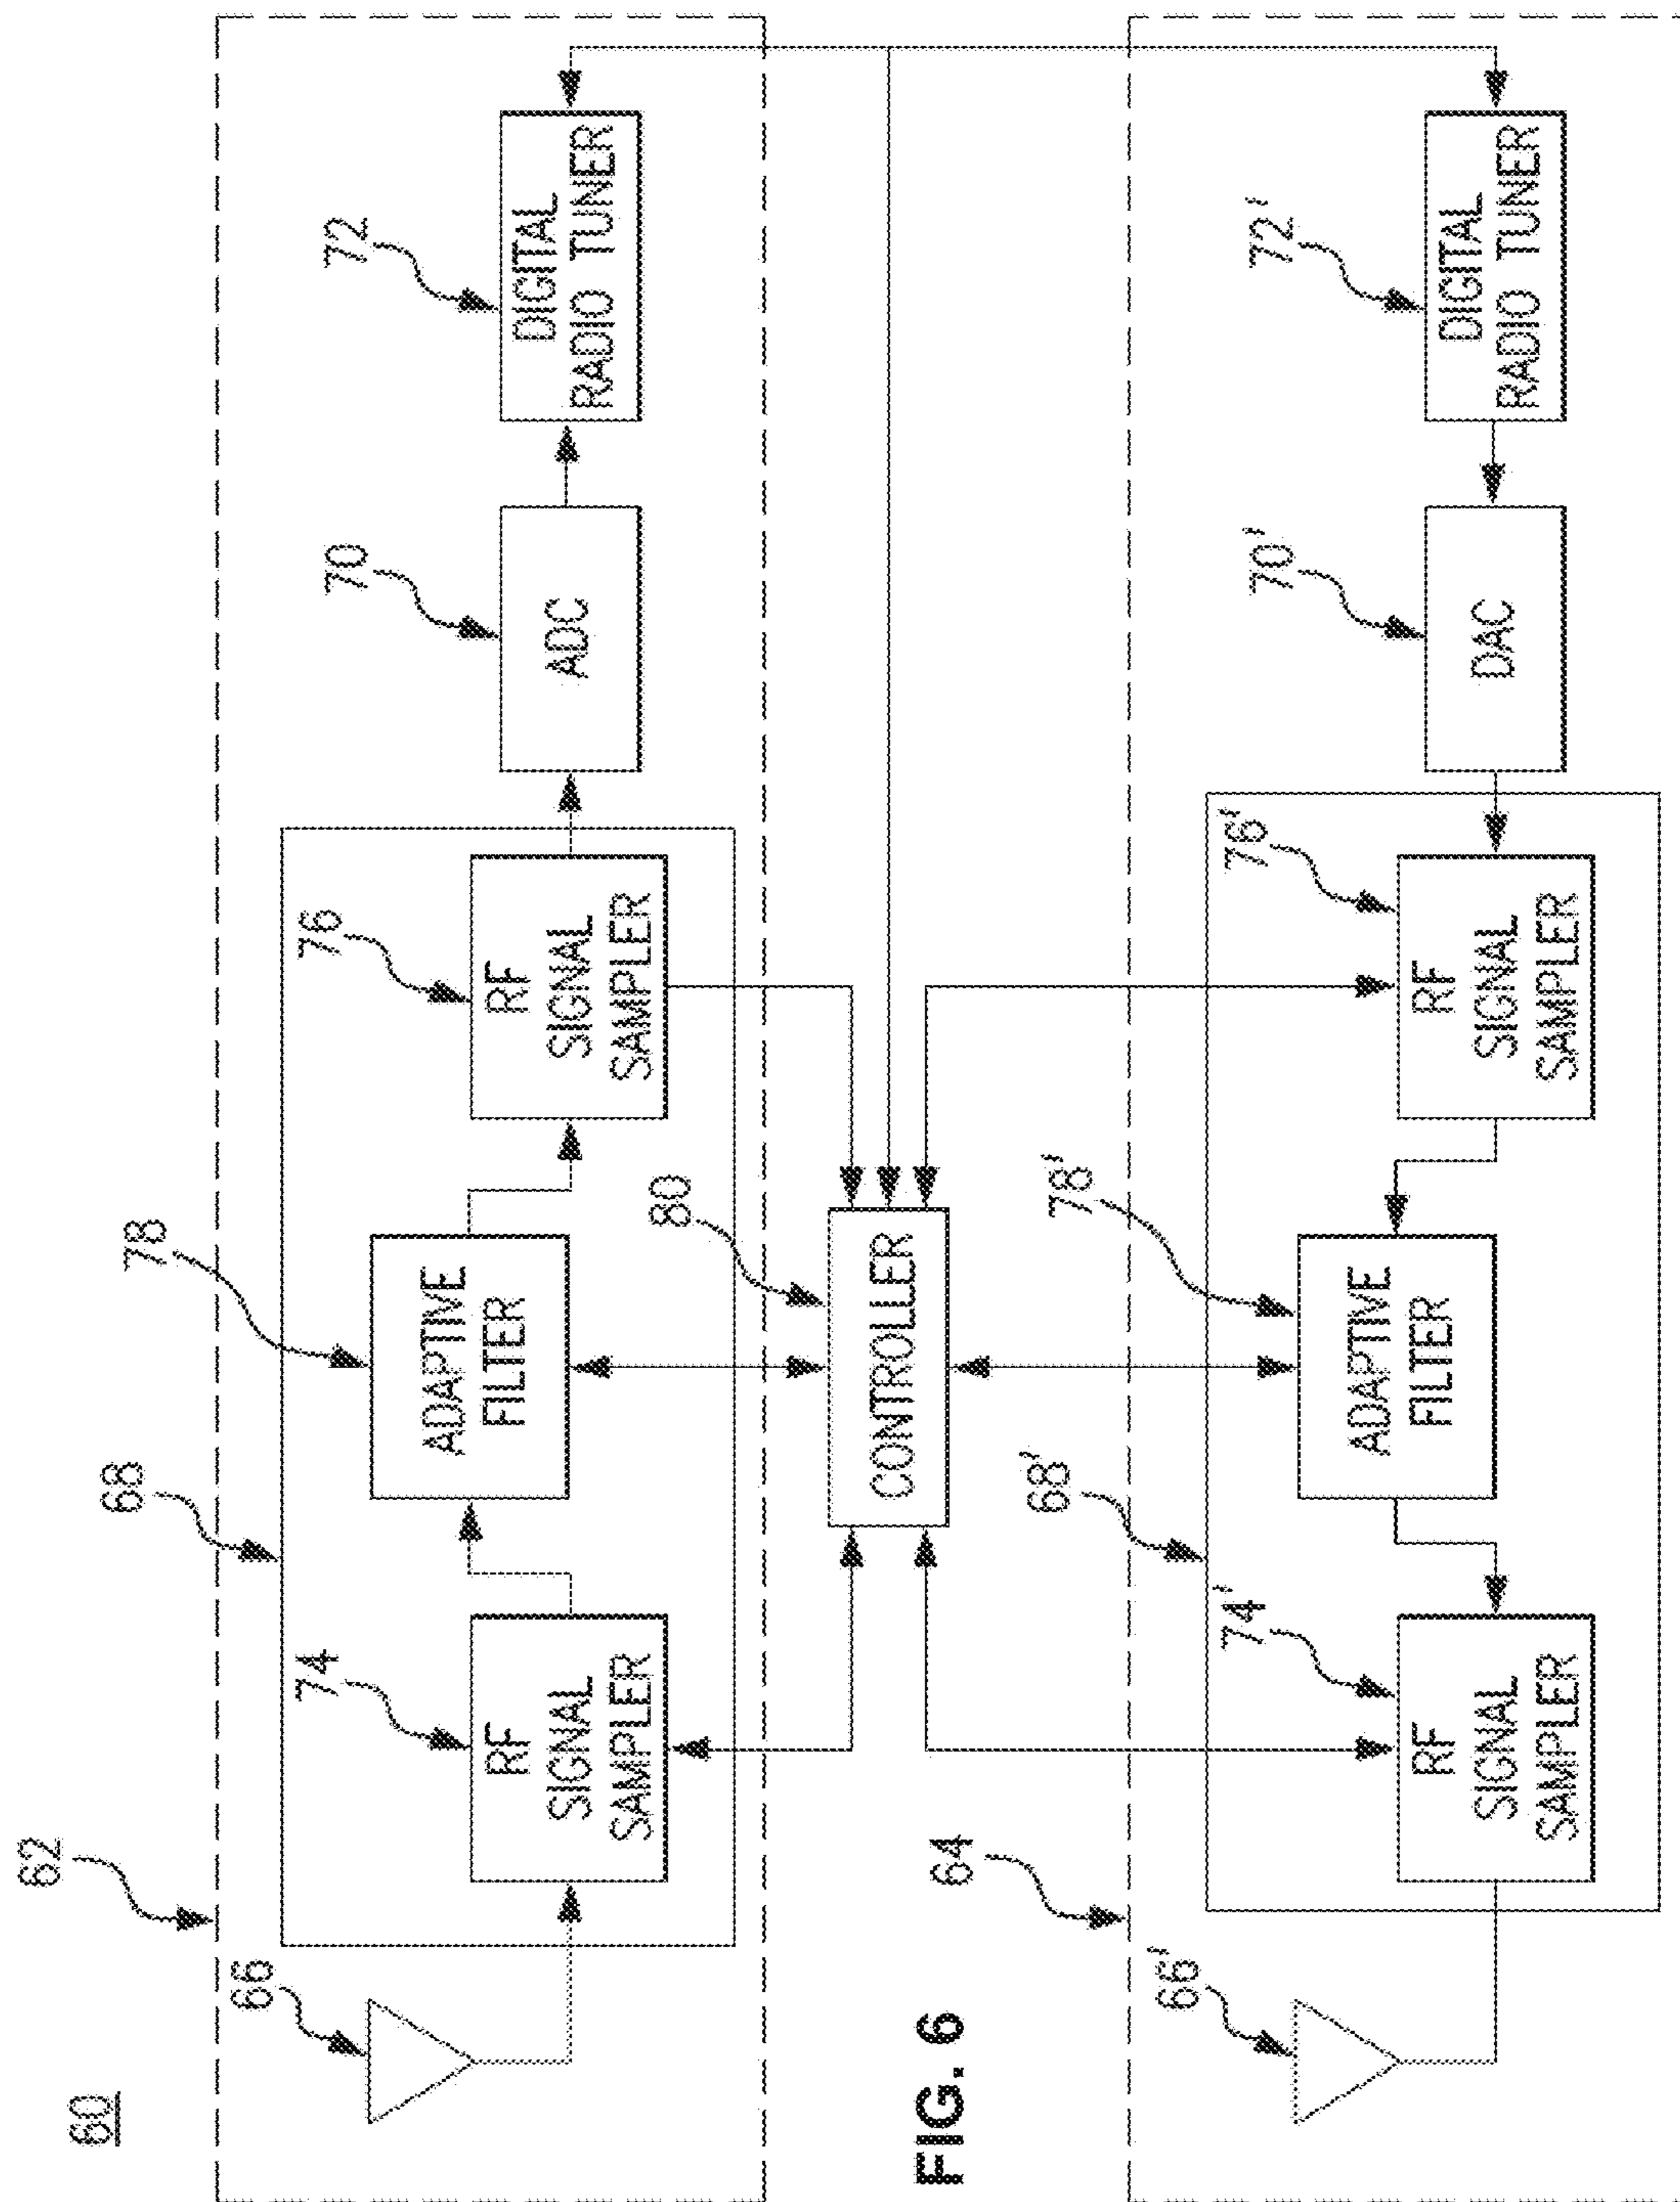 60
62
66
68
74
RF
SIGNAL
SAMPLER
78
ADAPTIVE
FILTER
76
RF
SIGNAL
SAMPLER
70
ADC
72
DIGITAL
RADIO TUNER
80
CONTROLLER
FIG. 6
64
66'
68'
74'
RF
SIGNAL
SAMPLER
78'
ADAPTIVE
FILTER
76'
RF
SIGNAL
SAMPLER
70'
DAC
72'
DIGITAL
RADIO TUNER